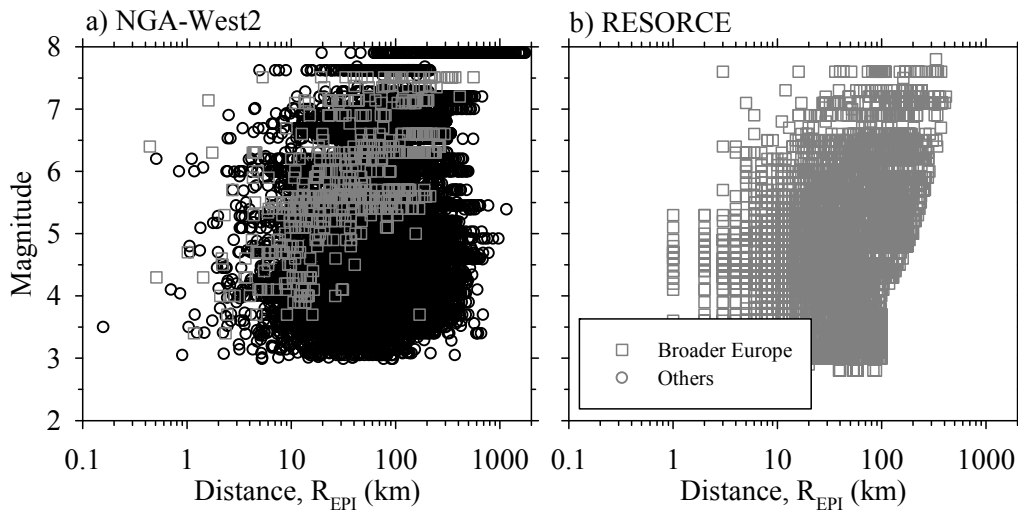 a) NGA-West2
b) RESORCE
8
7
6
5
4
3
2
Magnitude
Broader Europe
Others
0.1 1 10 100 1000
0.1 1 10 100 1000
Distance, R_EPI (km)
Distance, R_EPI (km)